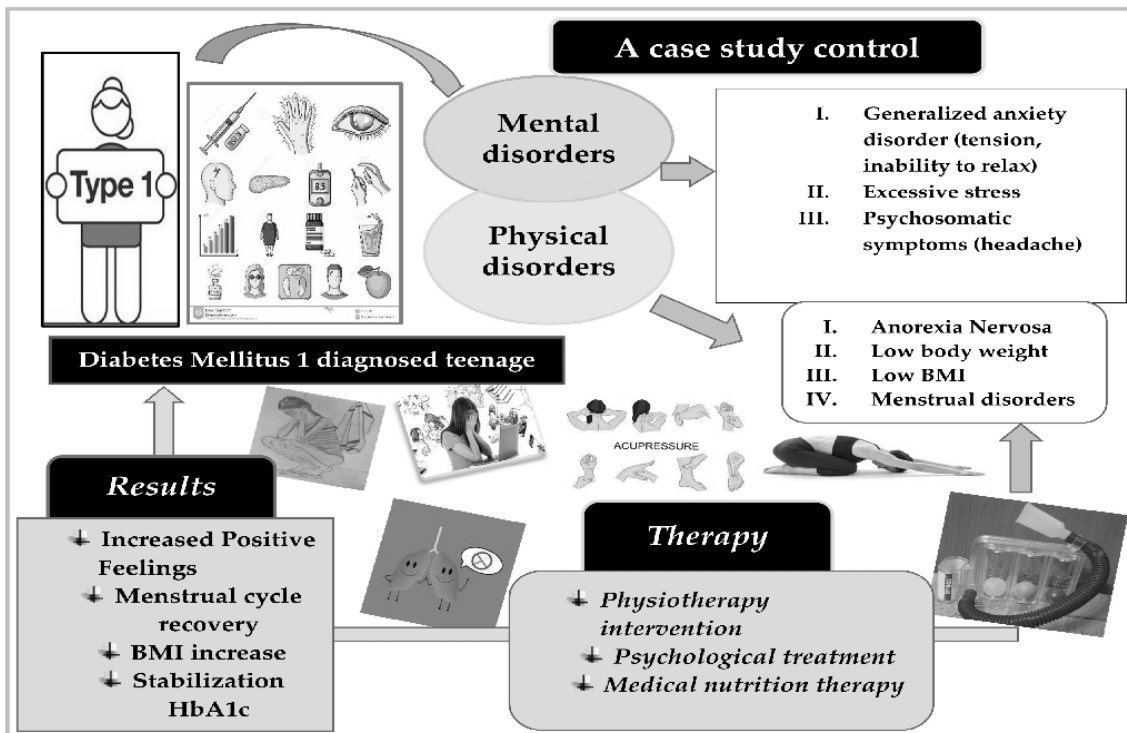 A case study control
Type 1
8.5
Mental
disorders
Physical
disorders
I. Generalized anxiety
disorder (tension,
inability to relax)
II. Excessive stress
III. Psychosomatic
symptoms (headache)
I. Anorexia Nervosa
II. Low body weight
III. Low BMI
IV. Menstrual disorders
Diabetes Mellitus 1 diagnosed teenage
ACUPRESSURE
Results
Increased Positive
Feelings
Menstrual cycle
recovery
BMI increase
Stabilization
HbA1c
Therapy
Physiotherapy
intervention
Psychological treatment
Medical nutrition therapy